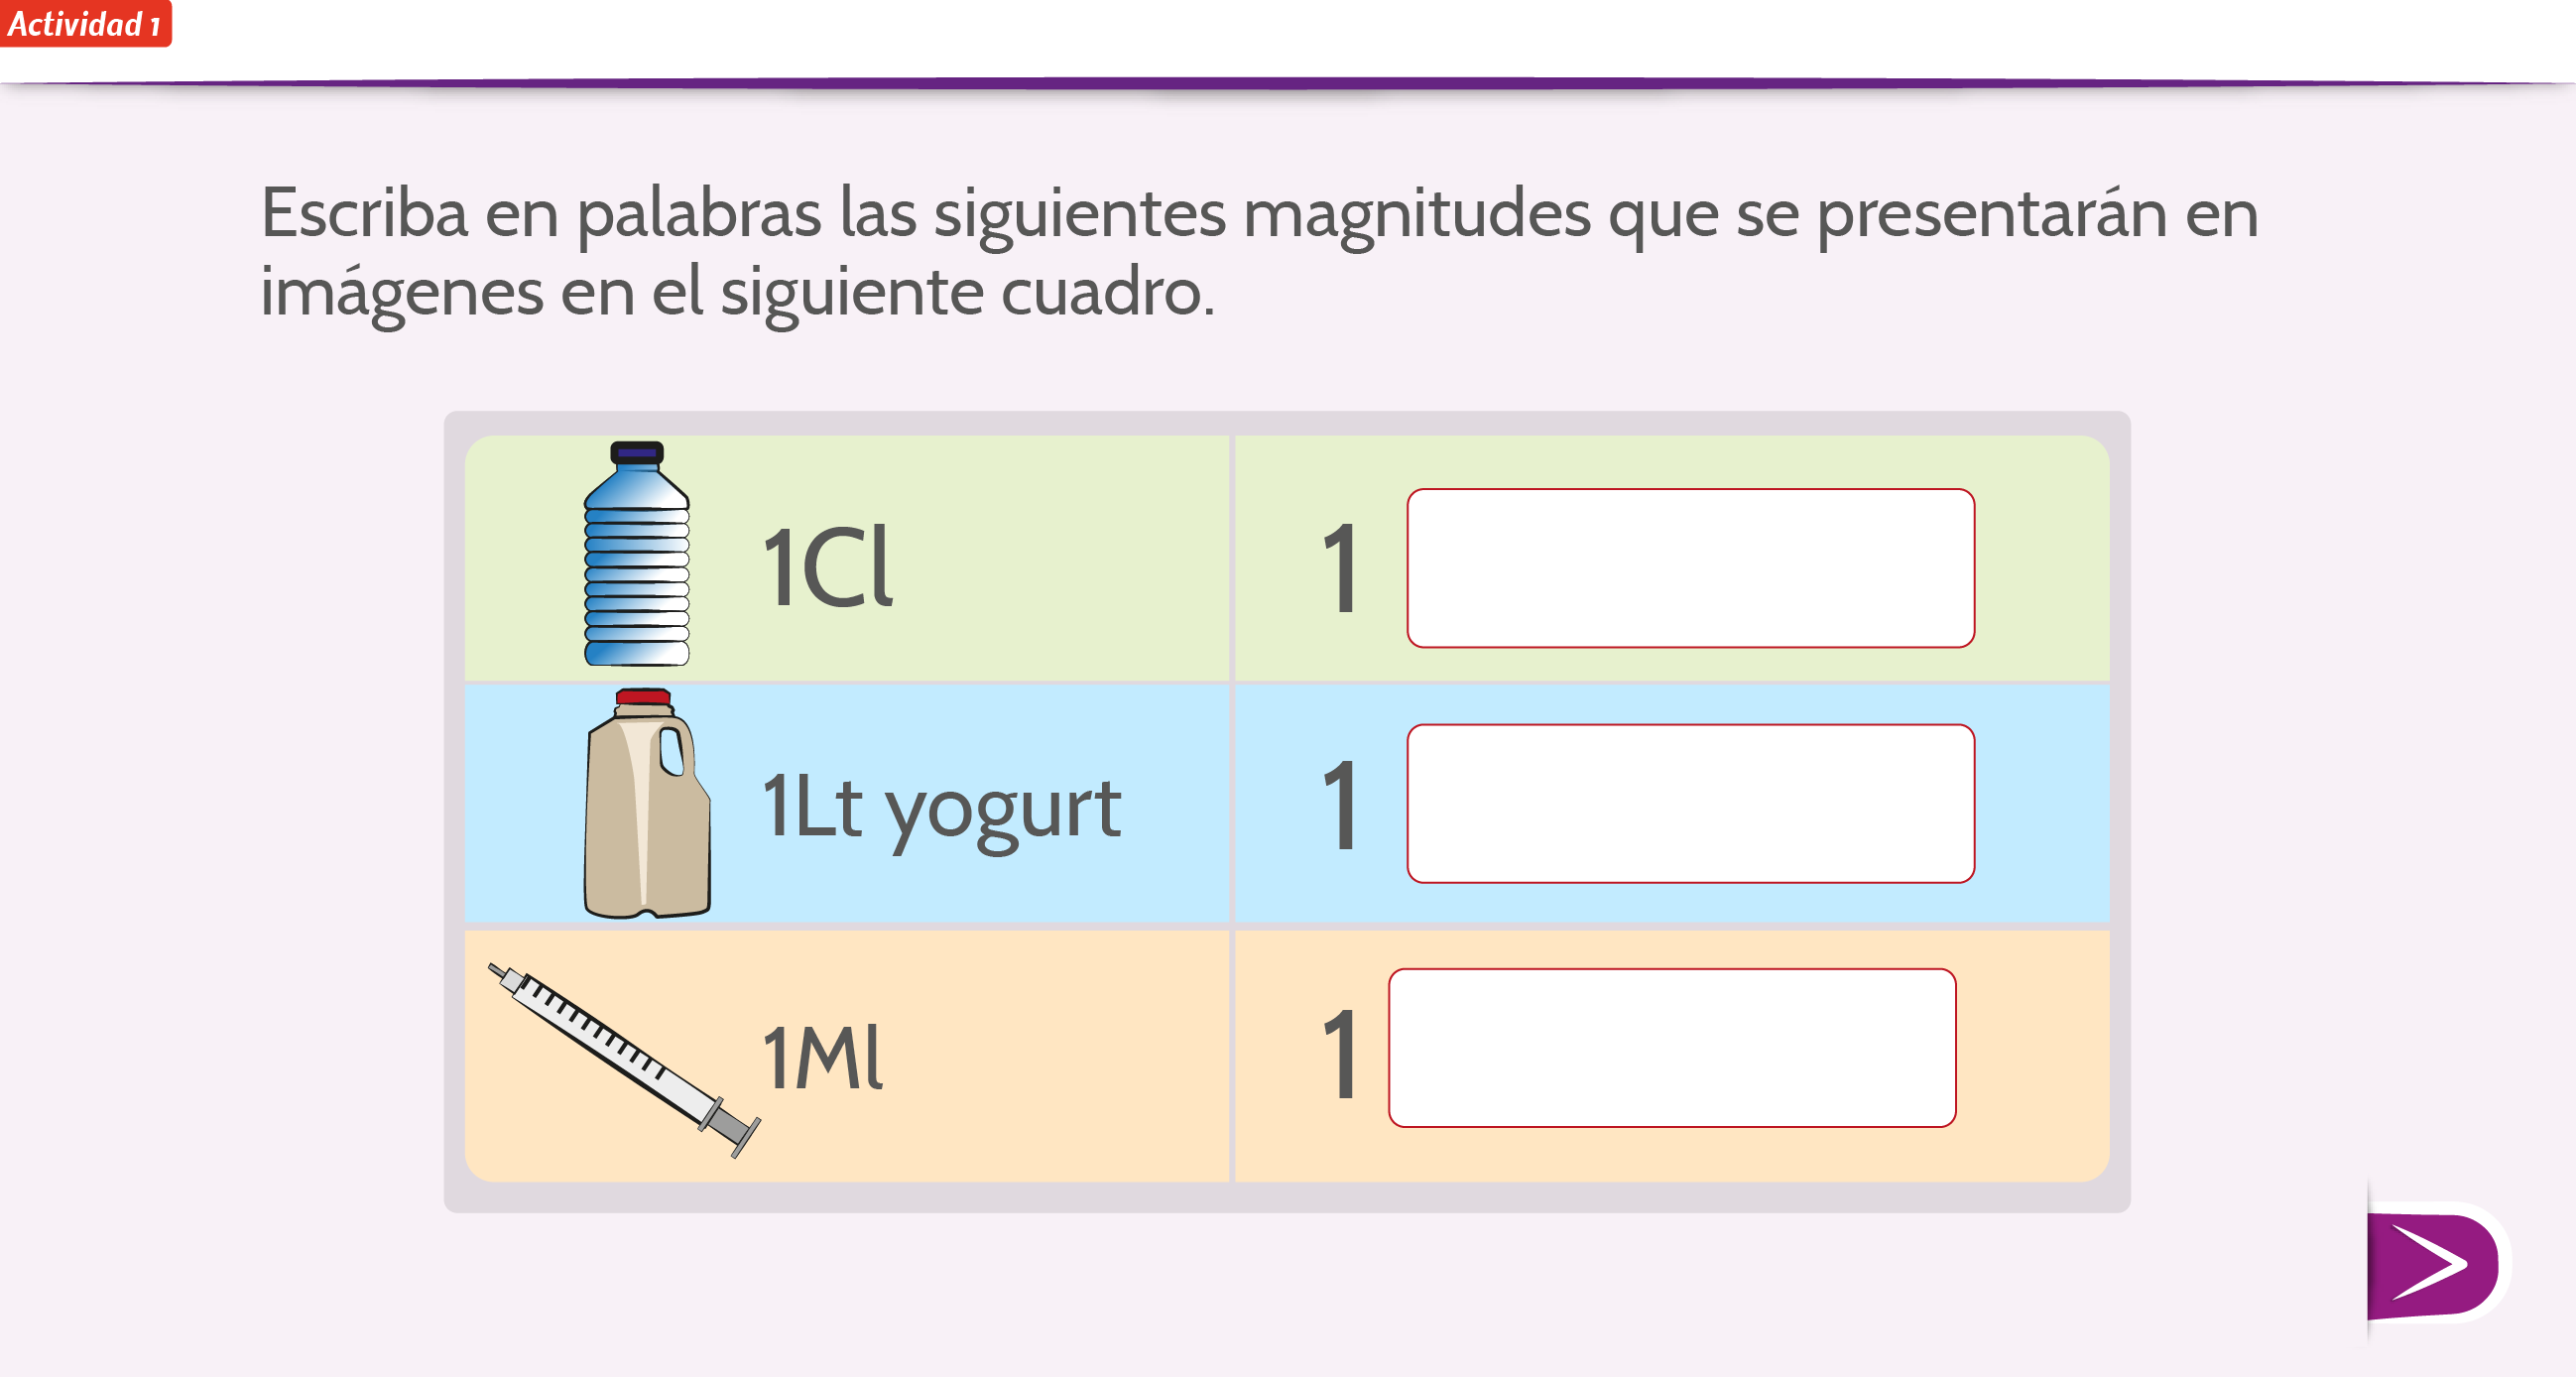 Actividad 1
Escriba en palabras las siguientes magnitudes que se presentarán en
imágenes en el siguiente cuadro.
1Cl
1
1Lt yogurt
1
1Ml
1